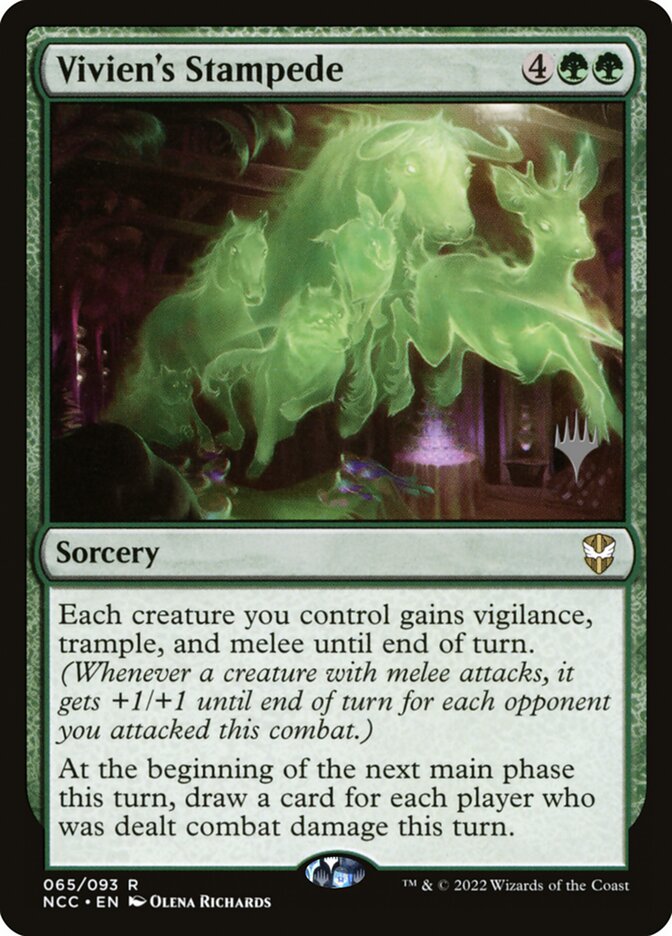 Vivien's Stampede 4
Sorcery
Each creature you control gains vigilance,
trample, and melee until end of turn.
(Whenever a creature with melee attacks, it
gets +1/+1 until end of turn for each opponent
you attacked this combat.)
At the beginning of the next main phase
this turn, draw a card for each player who
was dealt combat damage this turn.
065/093 R
NCC • EN Olena Richards
™ & © 2022 Wizards of the Coast